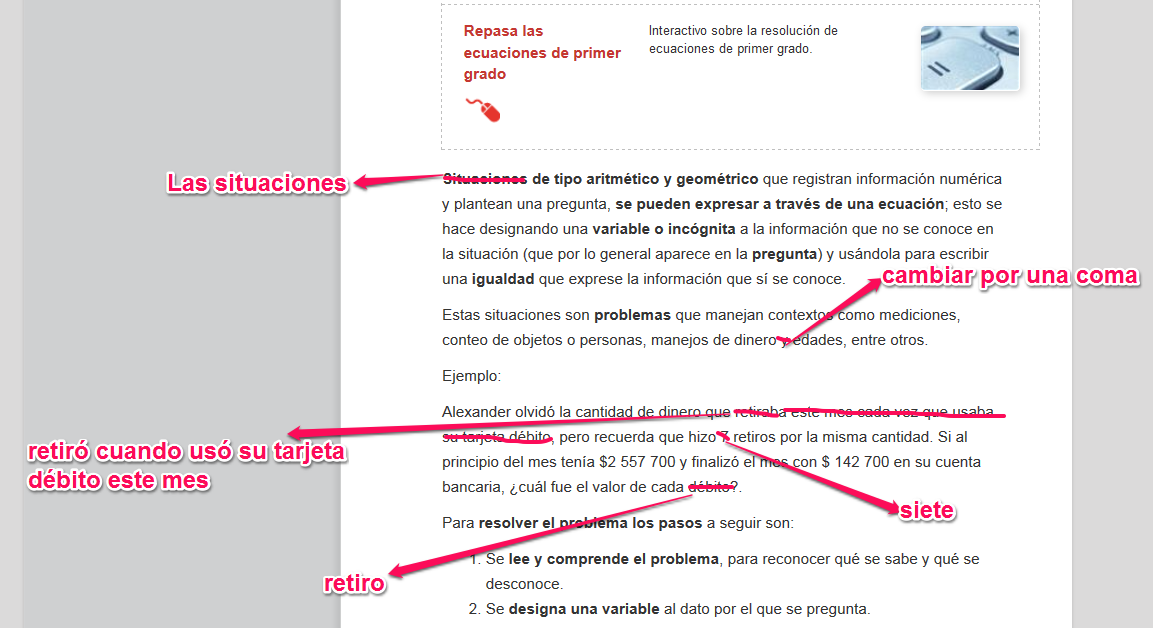 Repasa las
ecuaciones de primer
grado
Interactivo sobre la resolución de
ecuaciones de primer grado.
Las situaciones
Situaciones de tipo aritmético y geométrico que registran información numérica
y plantean una pregunta, se pueden expresar a través de una ecuación; esto se
hace designando una variable o incógnita a la información que no se conoce en
la situación (que por lo general aparece en la pregunta) y usándola para escribir
una igualdad que exprese la información que sí se conoce.
cambiar por una coma
Estas situaciones son problemas que manejan contextos como mediciones,
conteo de objetos o personas, manejos de dinero y edades, entre otros.
Ejemplo:
Alexander olvidó la cantidad de dinero que retiraba este mes cada vez que usaba
su tarjeta débito, pero recuerda que hizo 7 retiros por la misma cantidad. Si al
principio del mes tenía $2 557 700 y finalizó el mes con $ 142 700 en su cuenta
bancaria, ¿cuál fue el valor de cada débito?.
retiró cuando usó su tarjeta
débito este mes
siete
Para resolver el problema los pasos a seguir son:
retiro
1. Se lee y comprende el problema, para reconocer qué se sabe y qué se
desconoce.
2. Se designa una variable al dato por el que se pregunta.